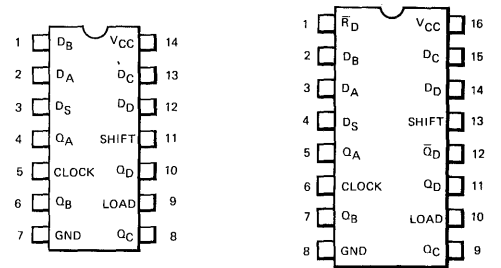 1 D_B V_CC 14
2 D_A D_C 13
3 D_S D_D 12
4 Q_A SHIFT 11
5 CLOCK Q_D 10
6 Q_B LOAD 9
7 GND Q_C 8
1 R̅_D V_CC 16
2 D_B D_C 15
3 D_A D_D 14
4 D_S SHIFT 13
5 Q_A Q̅_D 12
6 CLOCK Q_D 11
7 Q_B LOAD 10
8 GND Q_C 9